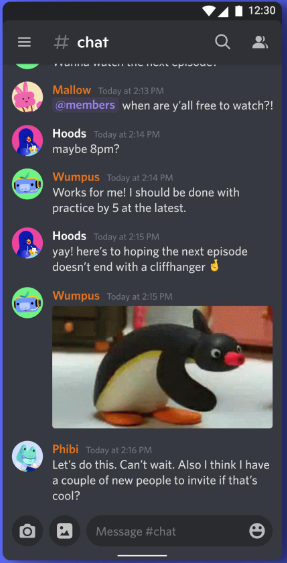 12:30
# chat
Wanna watch the next episode?
Mallow Today at 2:13 PM
@members when are y'all free to watch?!
Hoods Today at 2:14 PM
maybe 8pm?
Wumpus Today at 2:14 PM
Works for me! I should be done with
practice by 5 at the latest.
Hoods Today at 2:15 PM
yay! here's to hoping the next episode
doesn't end with a cliffhanger 🤞
Wumpus Today at 2:15 PM
Phibi Today at 2:16 PM
Let's do this. Can't wait. Also I think I have
a couple of new people to invite if that's
cool?
Message #chat